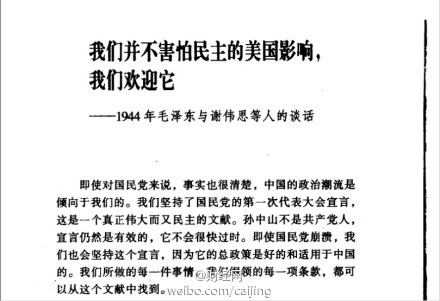 我们并不害怕民主的美国影响，
我们欢迎它
——1944年毛泽东与谢伟思等人的谈话
即使对国民党来说，事实也很清楚，中国的政治潮流是
倾向于我们的。我们坚持了国民党的第一次代表大会宣言，
这是一个真正伟大而又民主的文献。孙中山不是共产党人，
宣言仍然是有效的，它不会很快过时。即使国民党崩溃，我
们也会坚持这个宣言，因为它的总政策是好的和适用于中国
的。我们所做的每一件事情，我们 领的每一项条款，都可
以从这个文献中找到。
@财经网
weibo.com/caijing